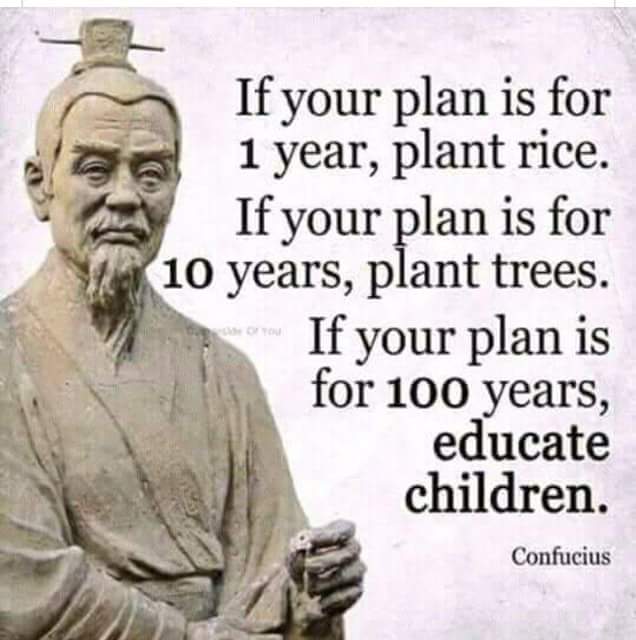 If your plan is for
1 year, plant rice.
If your plan is for
10 years, plant trees.
If your plan is
for 100 years,
educate
children.
Confucius